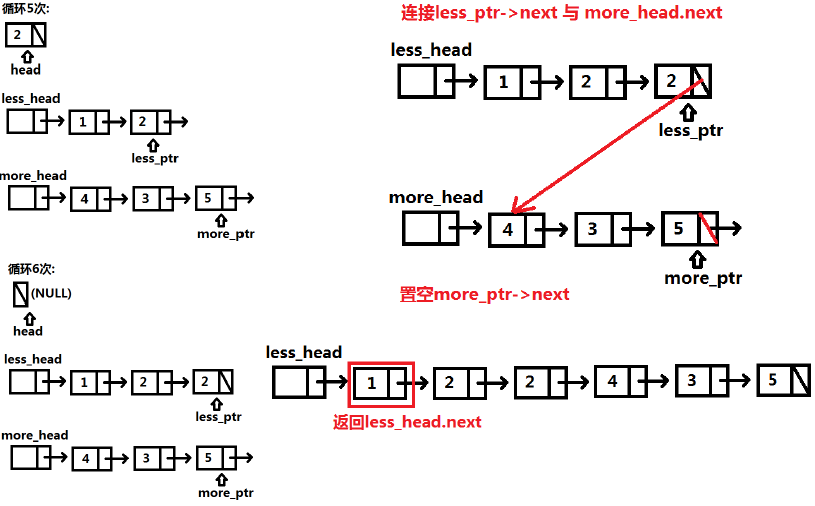 循环5次:
2
head
less_head
1 2
less_ptr
more_head
4 3 5
more_ptr
循环6次:
(NULL)
head
less_head
1 2 2
less_ptr
more_head
4 3 5
more_ptr
连接less_ptr->next 与 more_head.next
less_head
1 2 2
less_ptr
more_head
4 3 5
more_ptr
置空more_ptr->next
less_head
1 2 2 4 3 5
返回less_head.next